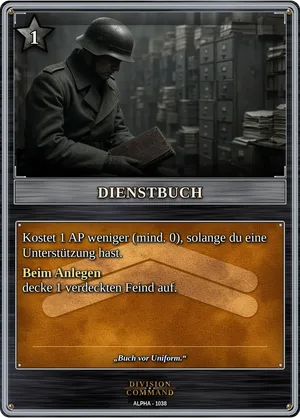 1
DIENSTBUCH
Kostet 1 AP weniger (mind. 0), solange du eine
Unterstützung hast.
Beim Anlegen
decke 1 verdeckten Feind auf.
„Buch vor Uniform.“
DIVISION
COMMAND
ALPHA - 1038